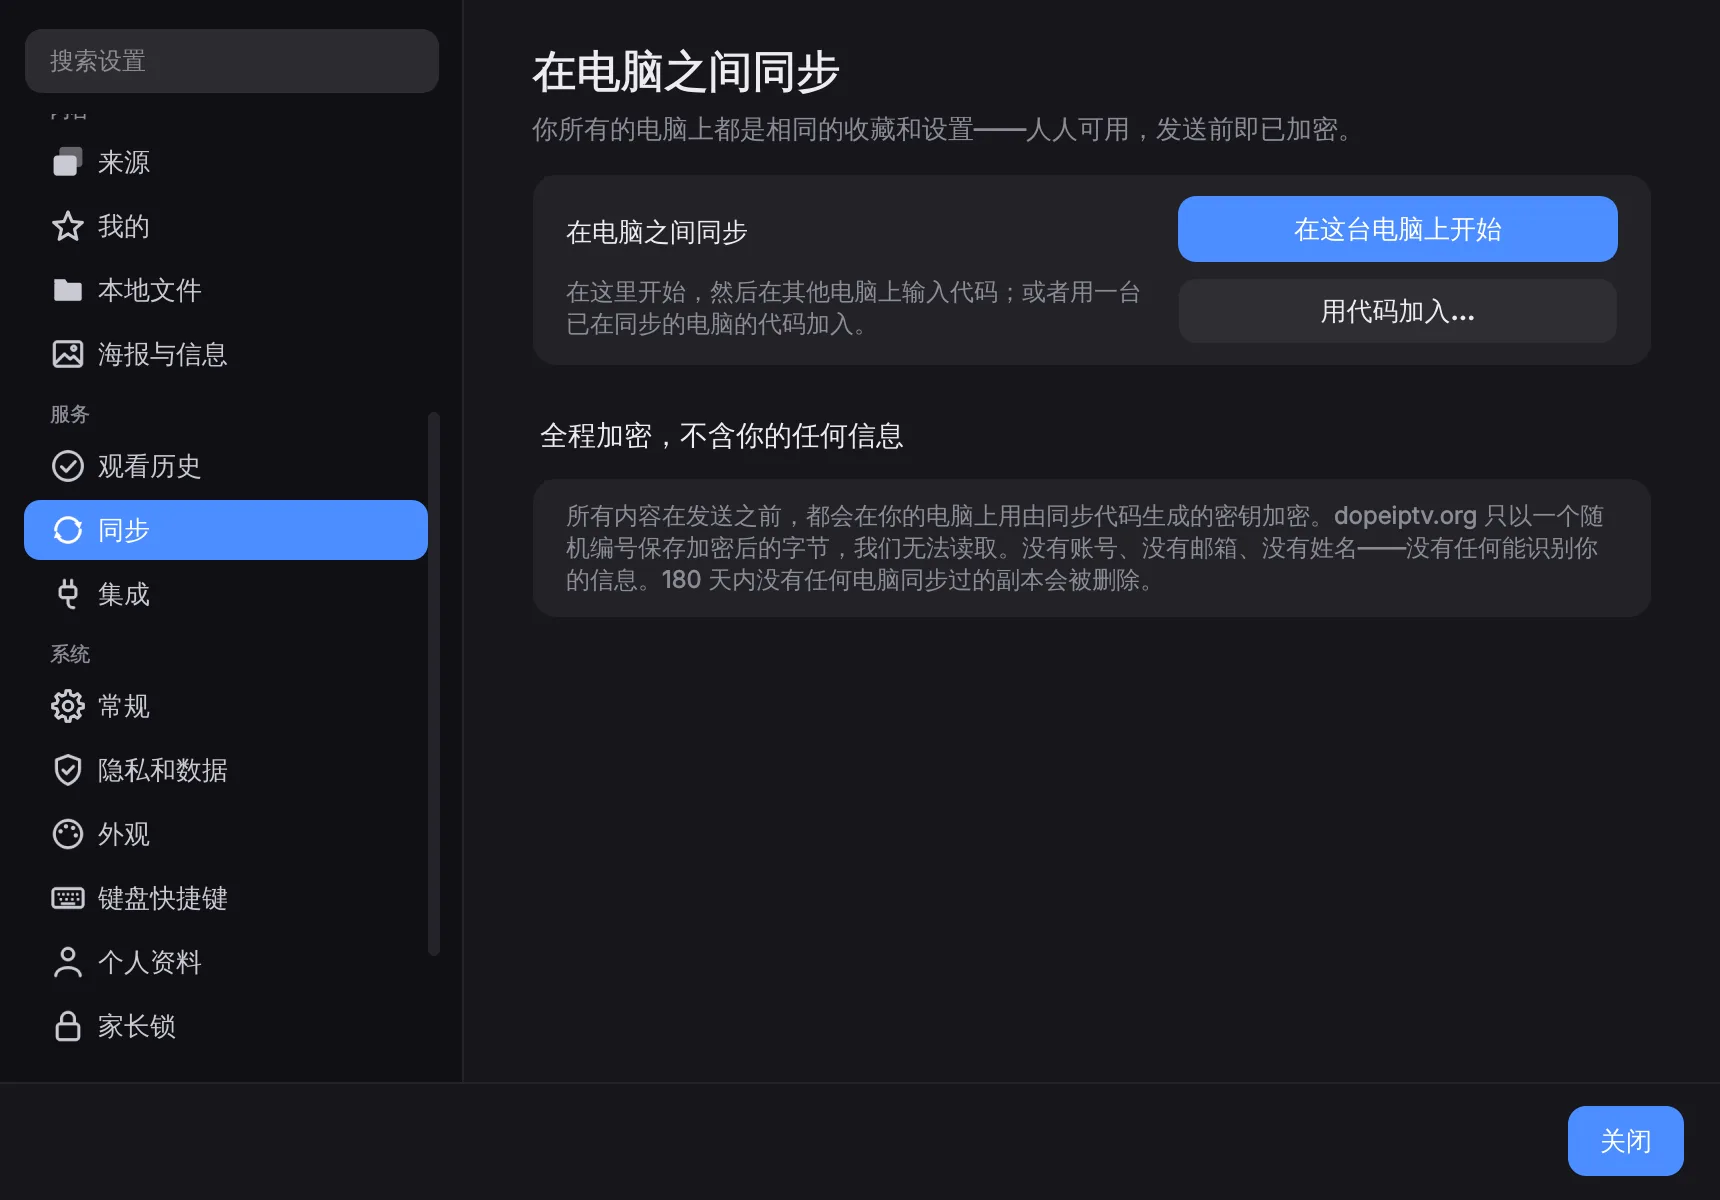 搜索设置
来源
我的
本地文件
海报与信息
服务
观看历史
同步
集成
系统
常规
隐私和数据
外观
键盘快捷键
个人资料
家长锁
在电脑之间同步
你所有的电脑上都是相同的收藏和设置——人人可用，发送前即已加密。
在电脑之间同步
在这里开始，然后在其他电脑上输入代码；或者用一台
已在同步的电脑的代码加入。
在这台电脑上开始
用代码加入...
全程加密，不含你的任何信息
所有内容在发送之前，都会在你的电脑上用由同步代码生成的密钥加密。dopeiptv.org 只以一个随
机编号保存加密后的字节，我们无法读取。没有账号、没有邮箱、没有姓名——没有任何能识别你
的信息。180 天内没有任何电脑同步过的副本会被删除。
关闭